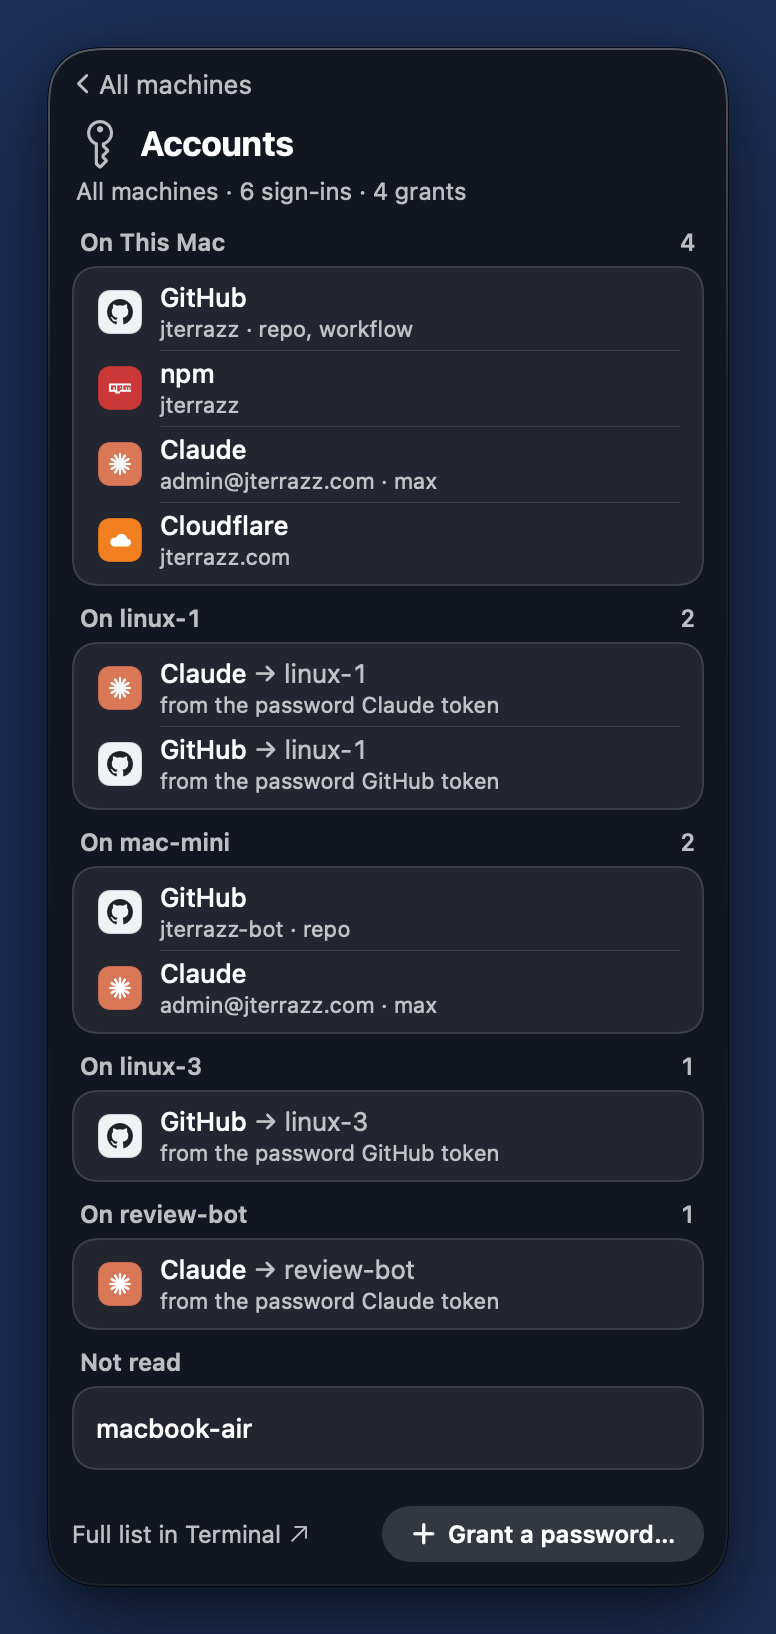 All machines
Accounts
All machines · 6 sign-ins · 4 grants
On This Mac 4
GitHub
jterrazz · repo, workflow
npm
npm
jterrazz
Claude
admin@jterrazz.com · max
Cloudflare
jterrazz.com
On linux-1 2
Claude → linux-1
from the password Claude token
GitHub → linux-1
from the password GitHub token
On mac-mini 2
GitHub
jterrazz-bot · repo
Claude
admin@jterrazz.com · max
On linux-3 1
GitHub → linux-3
from the password GitHub token
On review-bot 1
Claude → review-bot
from the password Claude token
Not read
macbook-air
Full list in Terminal ↗
+ Grant a password...